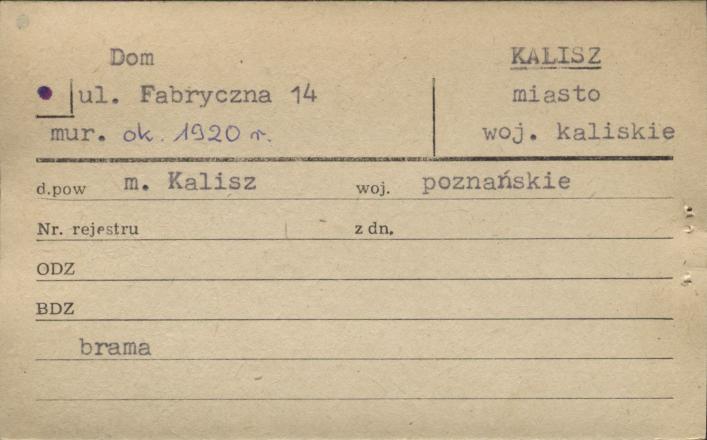 Dom
KALISZ
ul. Fabryczna 14
miasto
mur. ok. 1920 r.
woj. kaliskie
d.pow m. Kalisz woj. poznańskie
Nr. rejestru z dn.
ODZ
BDZ
brama